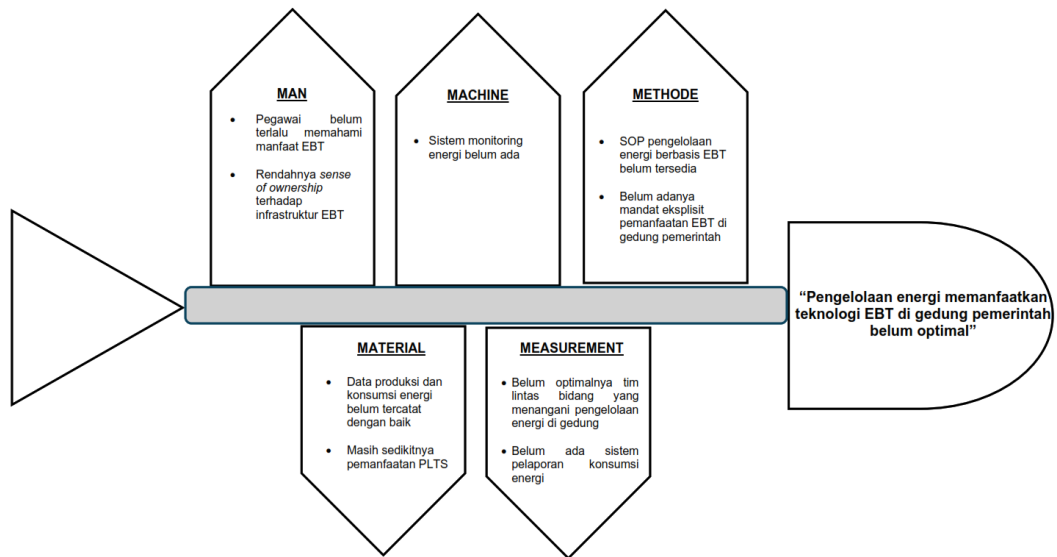 MAN
• Pegawai belum
terlalu memahami
manfaat EBT
• Rendahnya sense
of ownership
terhadap
infrastruktur EBT
MACHINE
• Sistem monitoring
energi belum ada
METHODE
• SOP pengelolaan
energi berbasis EBT
belum tersedia
• Belum adanya
mandat eksplisit
pemanfaatan EBT di
gedung pemerintah
“Pengelolaan energi memanfaatkan
teknologi EBT di gedung pemerintah
belum optimal”
MATERIAL
• Data produksi dan
konsumsi energi
belum tercatat
dengan baik
• Masih sedikitnya
pemanfaatan PLTS
MEASUREMENT
• Belum optimalnya tim
lintas bidang yang
menangani pengelolaan
energi di gedung
• Belum ada sistem
pelaporan konsumsi
energi